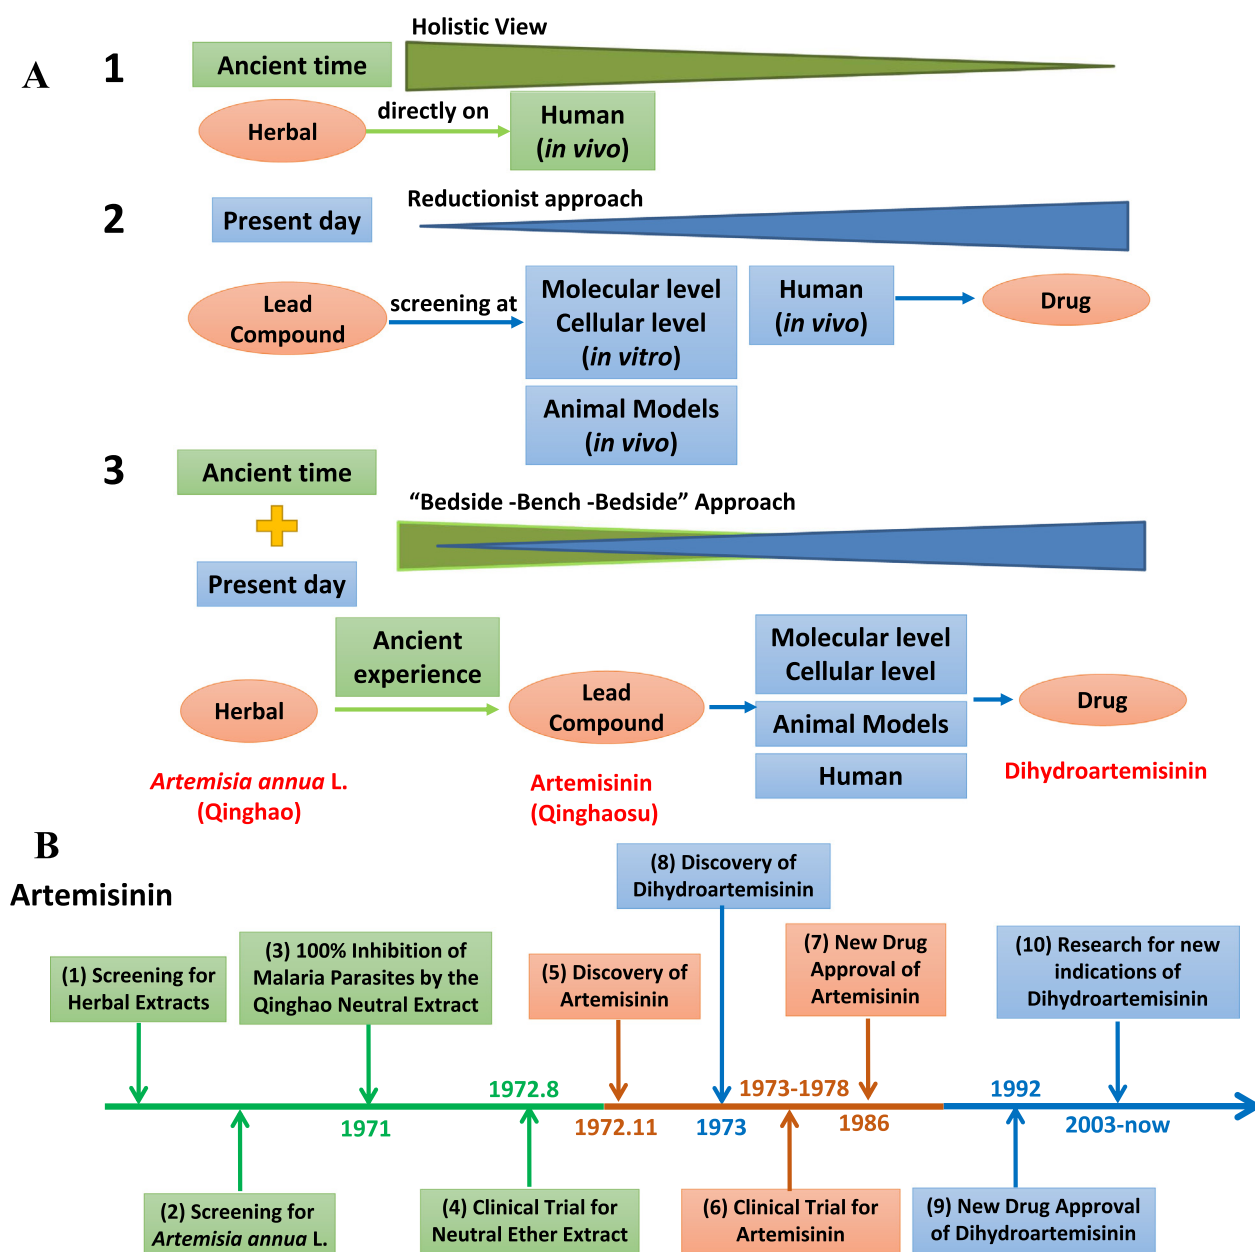 A
1
Ancient time
Holistic View
Herbal
directly on
Human
(in vivo)
2
Present day
Reductionist approach
Lead
Compound
screening at
Molecular level
Cellular level
(in vitro)
Animal Models
(in vivo)
Human
(in vivo)
Drug
3
Ancient time
Present day
“Bedside -Bench -Bedside” Approach
Herbal
Ancient
experience
Lead
Compound
Molecular level
Cellular level
Animal Models
Human
Drug
Artemisia annua L.
(Qinghao)
Artemisinin
(Qinghaosu)
Dihydroartemisinin
B
Artemisinin
(1) Screening for
Herbal Extracts
(2) Screening for
Artemisia annua L.
(3) 100% Inhibition of
Malaria Parasites by the
Qinghao Neutral Extract
1971
1972.8
(4) Clinical Trial for
Neutral Ether Extract
(5) Discovery of
Artemisinin
1972.11
(8) Discovery of
Dihydroartemisinin
1973
1973-1978
(6) Clinical Trial for
Artemisinin
(7) New Drug
Approval of
Artemisinin
1986
1992
(9) New Drug Approval
of Dihydroartemisinin
(10) Research for new
indications of
Dihydroartemisinin
2003-now